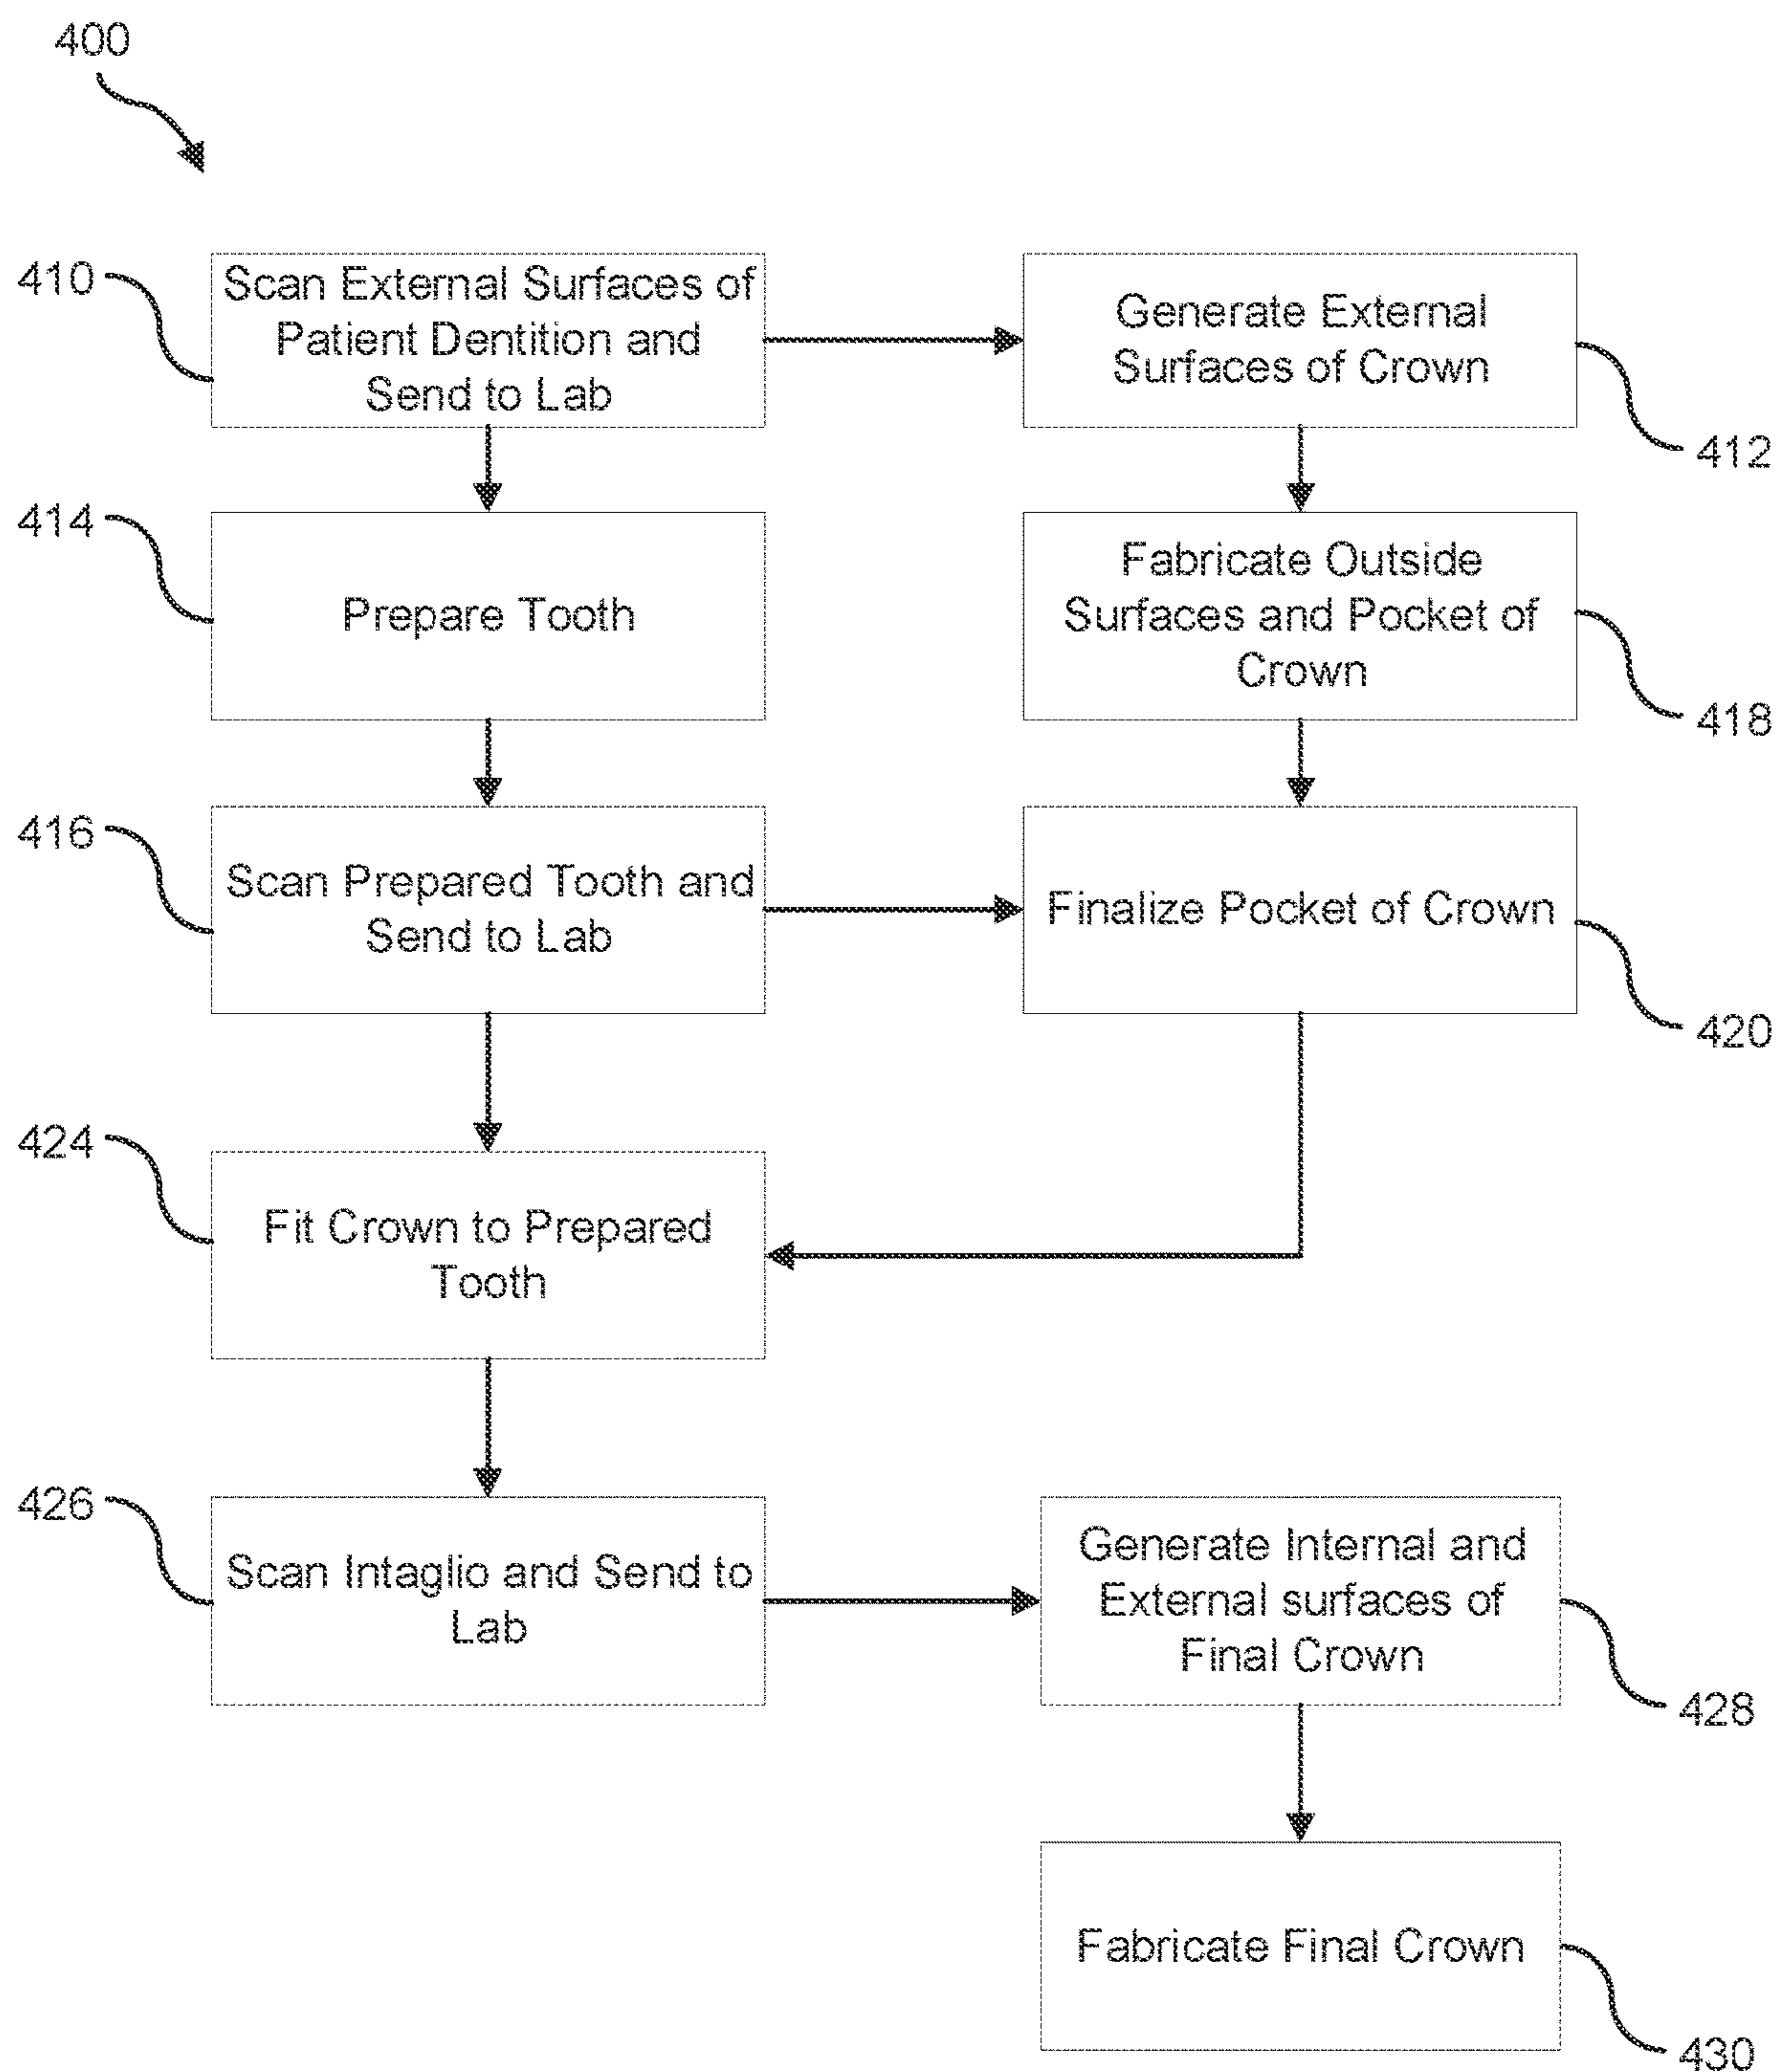 400
410
Scan External Surfaces of
Patient Dentition and
Send to Lab
Generate External
Surfaces of Crown
412
414
Prepare Tooth
Fabricate Outside
Surfaces and Pocket of
Crown
418
416
Scan Prepared Tooth and
Send to Lab
Finalize Pocket of Crown
420
424
Fit Crown to Prepared
Tooth
426
Scan Intaglio and Send to
Lab
Generate Internal and
External surfaces of
Final Crown
428
Fabricate Final Crown
430